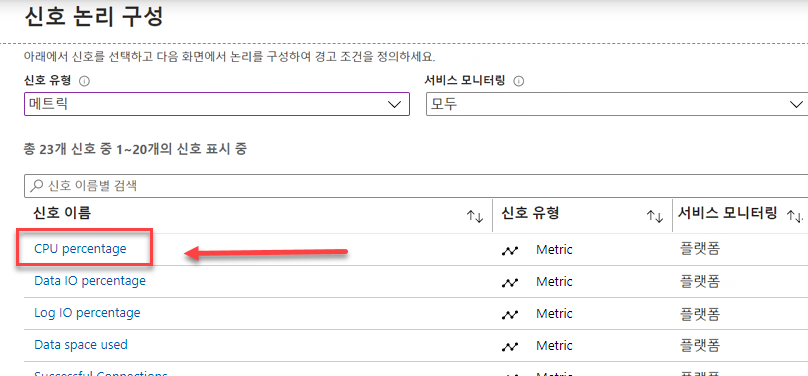 신호 논리 구성
아래에서 신호를 선택하고 다음 화면에서 논리를 구성하여 경고 조건을 정의하세요.
신호 유형 서비스 모니터링
메트릭 모두
총 23개 신호 중 1~20개의 신호 표시 중
신호 이름별 검색
신호 이름 신호 유형 서비스 모니터링
CPU percentage Metric 플랫폼
Data IO percentage Metric 플랫폼
Log IO percentage Metric 플랫폼
Data space used Metric 플랫폼
Successful Connections